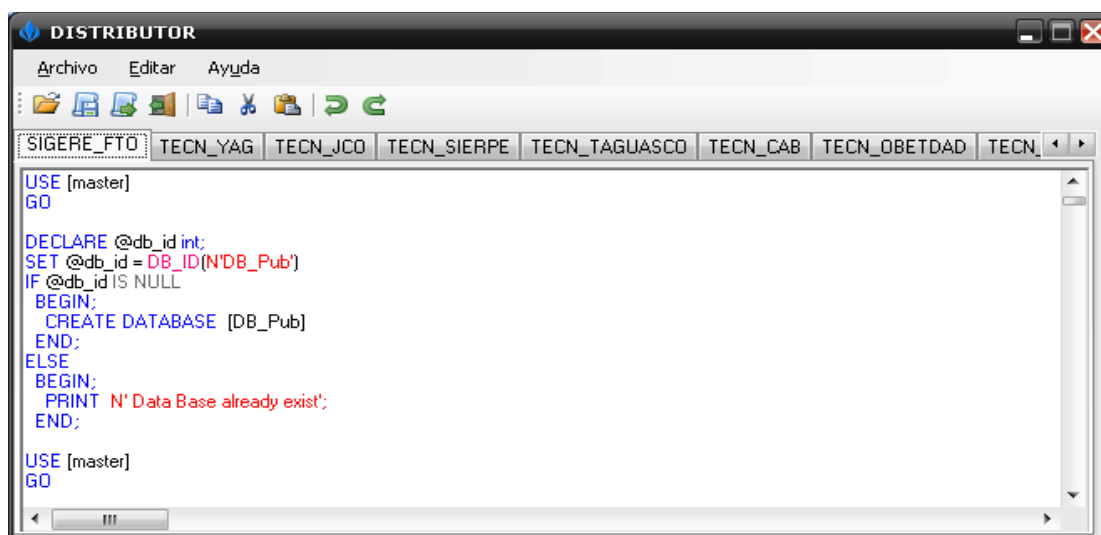 DISTRIBUTOR
Archivo Editar Ayuda
SIGERE_FTO TECN_YAG TECN_JCO TECN_SIERPE TECN_TAGUASCO TECN_CAB TECN_OBETDAD TECN_
USE [master]
GO
DECLARE @db_id int;
SET @db_id = DB_ID(N'DB_Pub')
IF @db_id IS NULL
BEGIN;
CREATE DATABASE [DB_Pub]
END;
ELSE
BEGIN;
PRINT N' Data Base already exist';
END;
USE [master]
GO